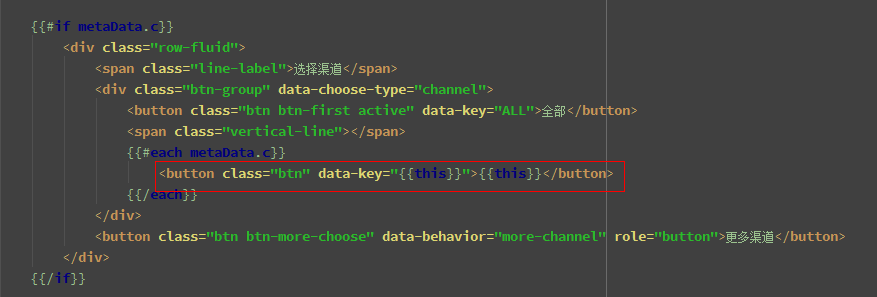 {{#if metaData.c}}
<div class="row-fluid">
<span class="line-label">选择渠道</span>
<div class="btn-group" data-choose-type="channel">
<button class="btn btn-first active" data-key="ALL">全部</button>
<span class="vertical-line"></span>
{{#each metaData.c}}
<button class="btn" data-key="{{this}}">{{this}}</button>
{{/each}}
</div>
<button class="btn btn-more-choose" data-behavior="more-channel" role="button">更多渠道</button>
</div>
{{/if}}